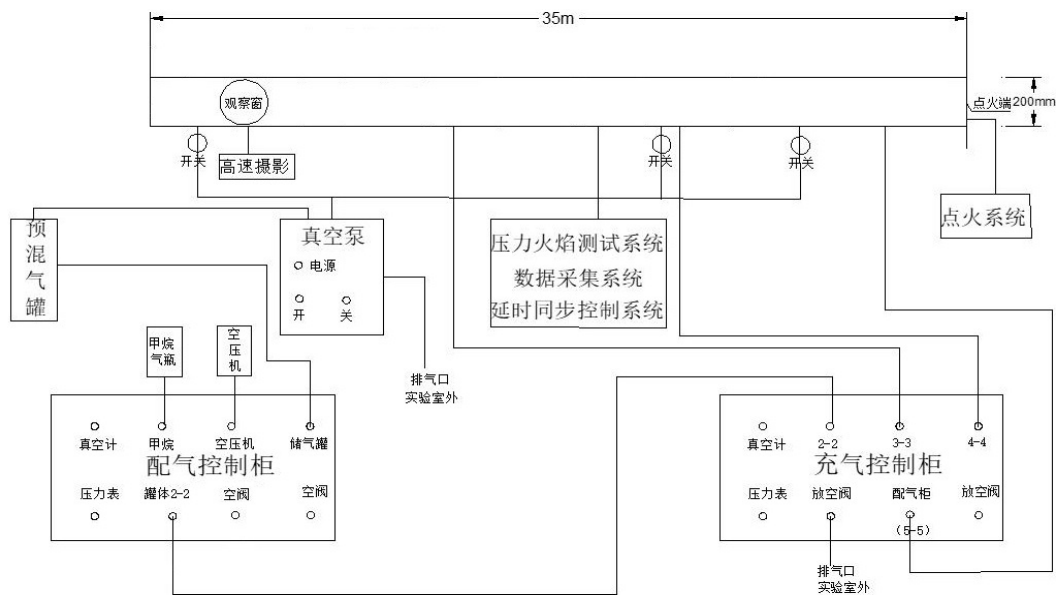 35m
观察窗
点火端
200mm
开关
高速摄影
开关
开关
预混气罐
真空泵
电源
开
关
压力火焰测试系统
数据采集系统
延时同步控制系统
点火系统
甲烷
气瓶
空压机
排气口
实验室外
真空计
甲烷
空压机
储气罐
配气控制柜
压力表
罐体2-2
空阀
空阀
真空计
2-2
3-3
4-4
充气控制柜
压力表
放空阀
配气柜
放空阀
(5-5)
排气口
实验室外